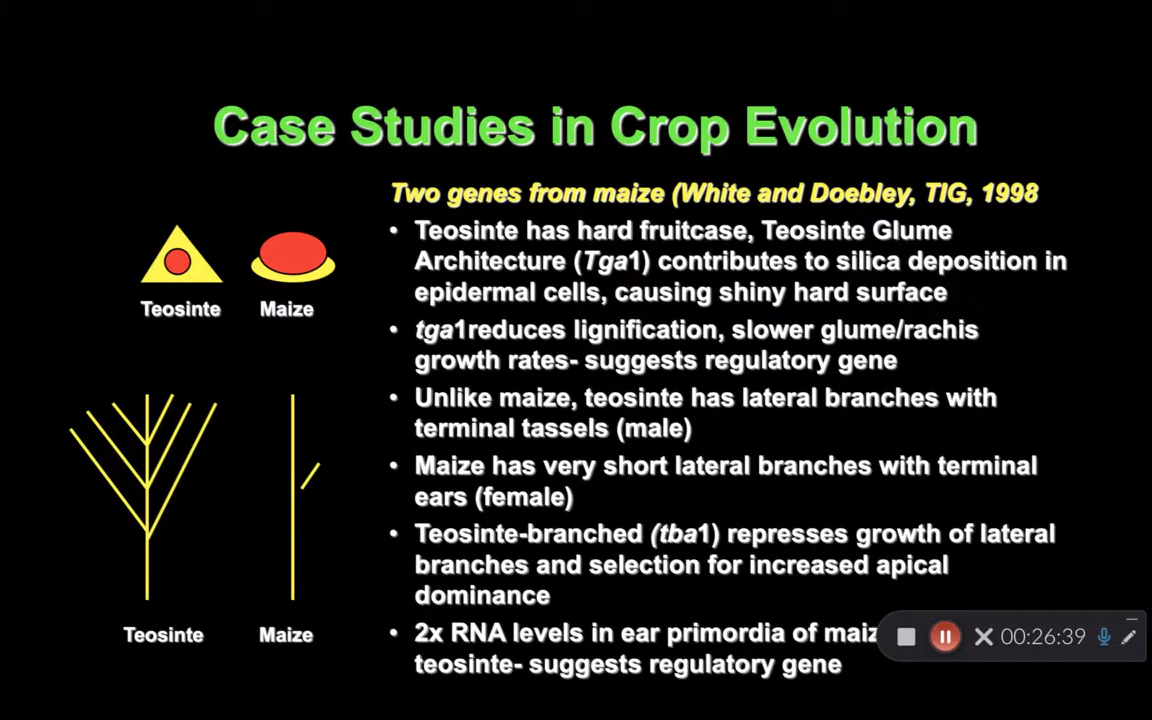 Case Studies in Crop Evolution
Two genes from maize (White and Doebley, TIG, 1998
• Teosinte has hard fruitcase, Teosinte Glume
Architecture (Tga1) contributes to silica deposition in
epidermal cells, causing shiny hard surface
• tga1reduces lignification, slower glume/rachis
growth rates- suggests regulatory gene
• Unlike maize, teosinte has lateral branches with
terminal tassels (male)
• Maize has very short lateral branches with terminal
ears (female)
• Teosinte-branched (tba1) represses growth of lateral
branches and selection for increased apical
dominance
• 2x RNA levels in ear primordia of
teosinte- suggests regulatory gene
Teosinte Maize
Teosinte Maize
00:26:39